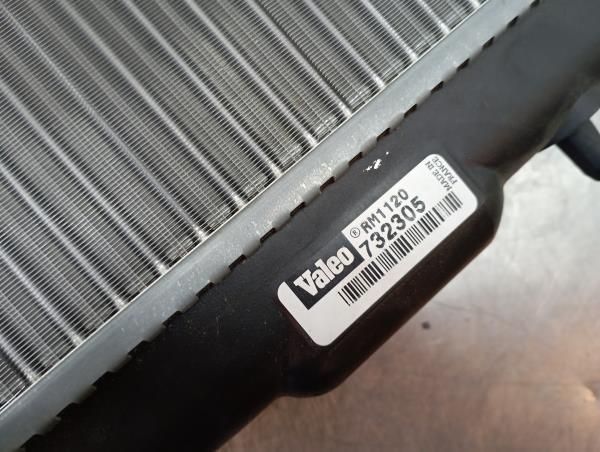 Valeo ®
RM1120
732305
MADE IN
FRANCE